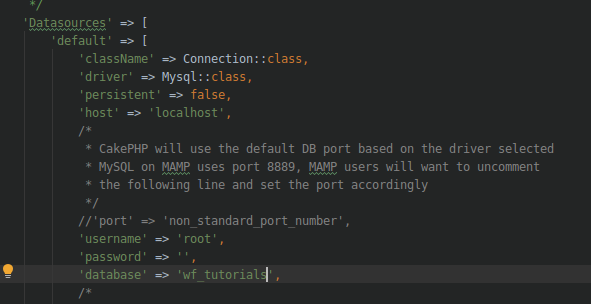 */
'Datasources' => [
'default' => [
'className' => Connection::class,
'driver' => Mysql::class,
'persistent' => false,
'host' => 'localhost',
/*
* CakePHP will use the default DB port based on the driver selected
* MySQL on MAMP uses port 8889, MAMP users will want to uncomment
* the following line and set the port accordingly
*/
//'port' => 'non_standard_port_number',
'username' => 'root',
'password' => '',
'database' => 'wf_tutorials',
/*